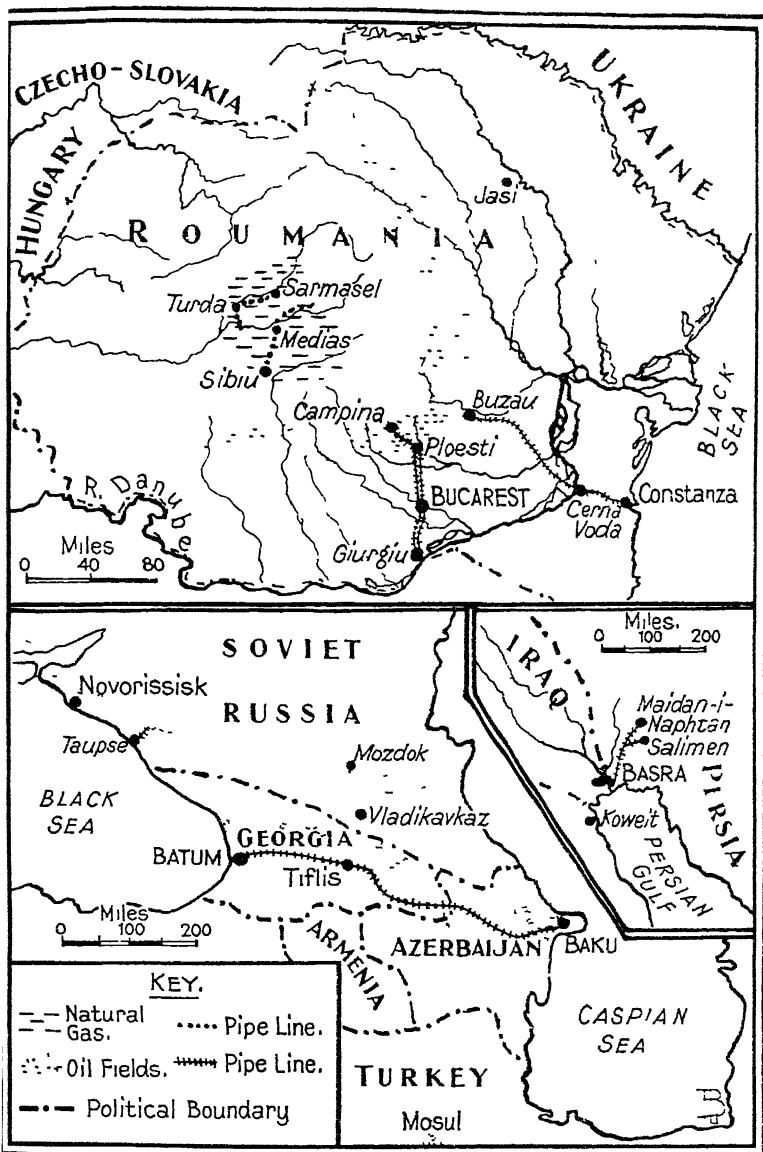 CZECHO-SLOVAKIA
UKRAINE
HUNGARY
Jasi
ROUMANIA
Sarmasel
Turda
Medias
Sibiu
BLACK
SEA
Campina
Buzau
Ploesti
R. Danube
BUCAREST
Cerna
Voda
Constanza
Giurgiu
Miles
0 40 80
SOVIET
RUSSIA
Novorissisk
Taupse
Mozdok
BLACK
SEA
Vladikavkaz
GEORGIA
BATUM
Tiflis
Miles
0 100 200
ARMENIA
AZERBAIJAN
BAKU
CASPIAN
SEA
TURKEY
Mosul
Miles.
0 100 200
IRAQ
Maidan-i-
Naphtan
Salimen
BASRA
PERSIA
Koweit
PERSIAN
GULF
KEY.
Natural
Gas.
Pipe Line.
Oil Fields.
Pipe Line.
Political Boundary